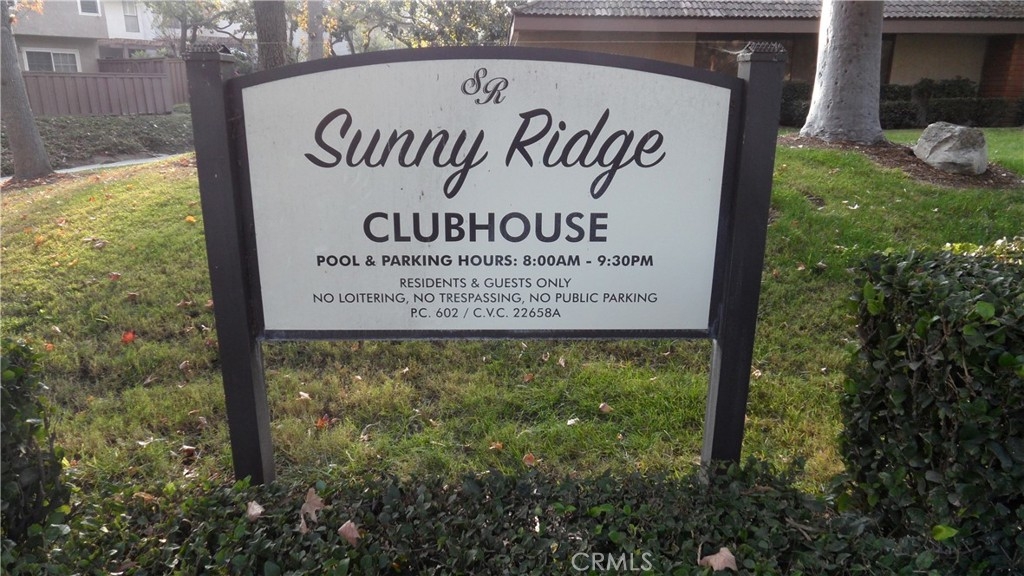 SR
Sunny Ridge
CLUBHOUSE
POOL & PARKING HOURS: 8:00AM - 9:30PM
RESIDENTS & GUESTS ONLY
NO LOITERING, NO TRESPASSING, NO PUBLIC PARKING
P.C. 602 / C.V.C. 22658A
CRMLS